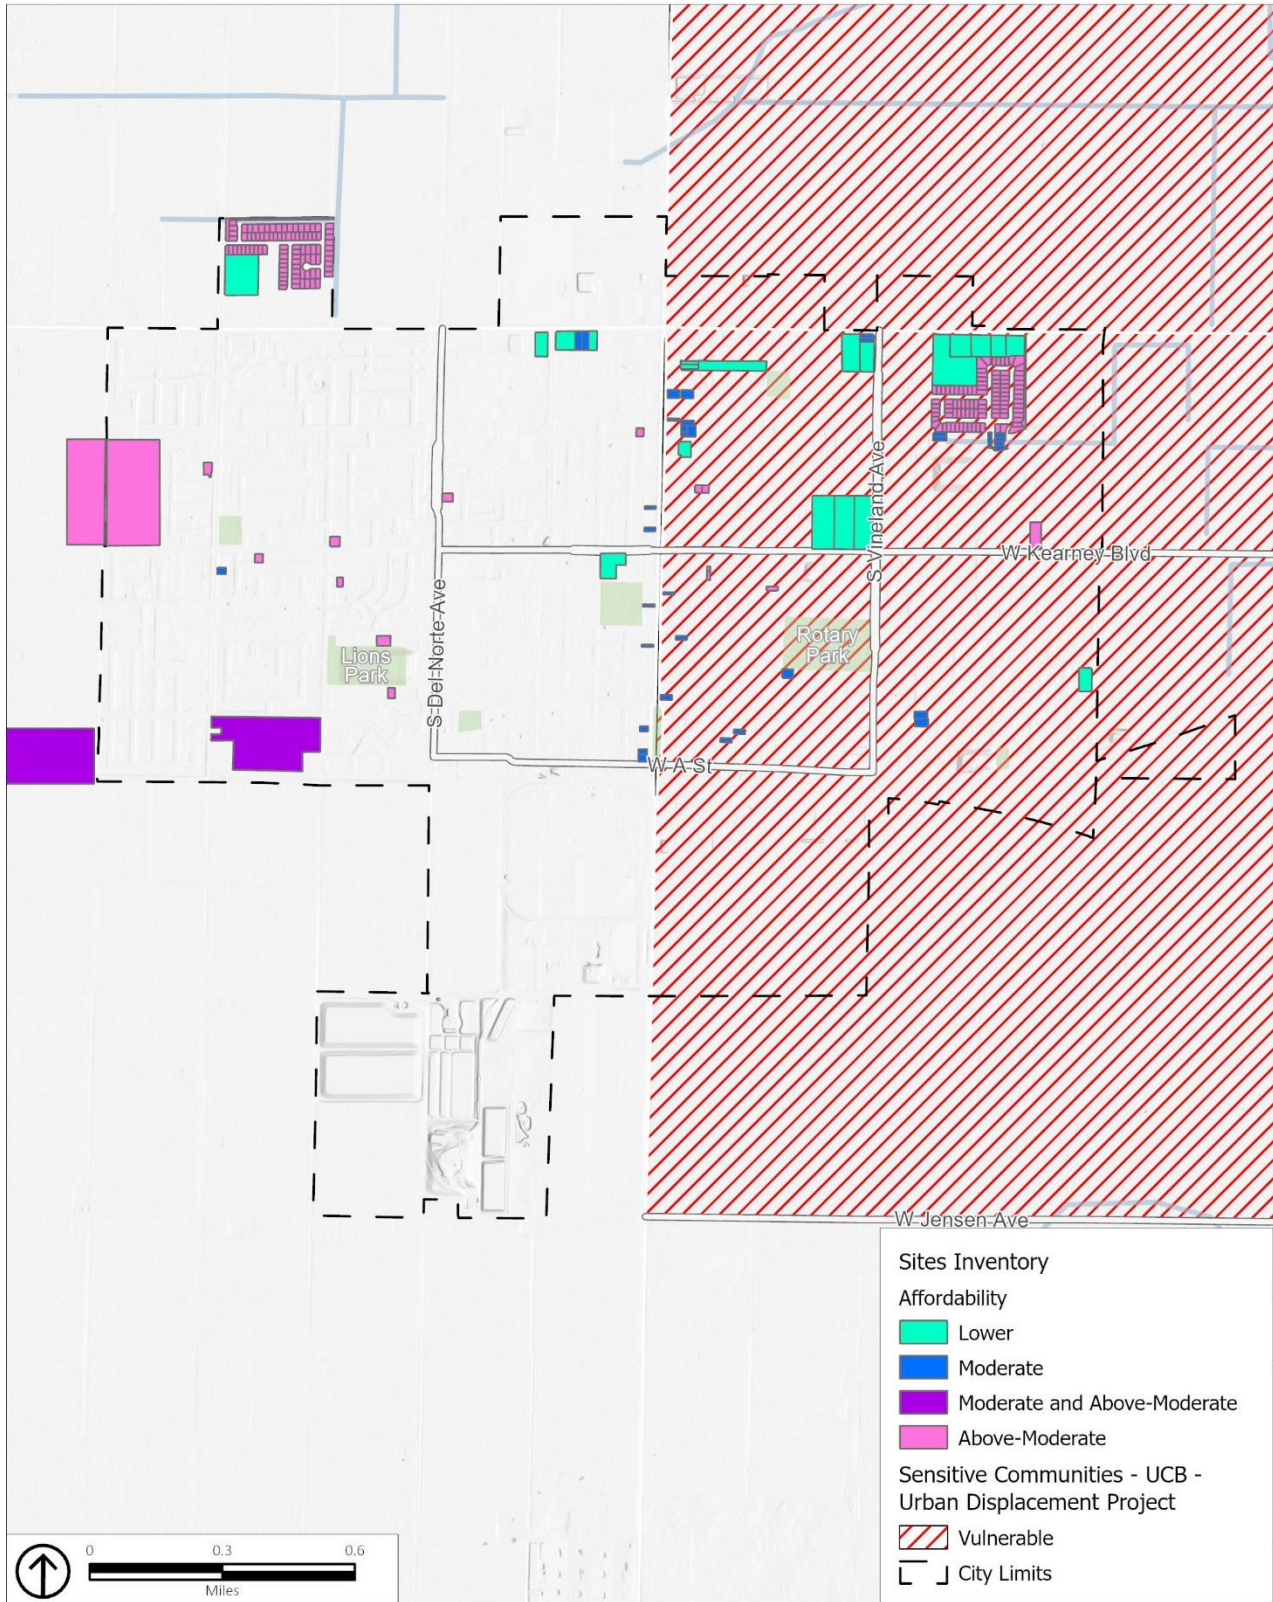 S Vineland Ave
W Kearney Blvd
S Del Norte Ave
Rotary
Park
Lions
Park
W A St
W Jensen Ave
Sites Inventory
Affordability
Lower
Moderate
Moderate and Above-Moderate
Above-Moderate
Sensitive Communities - UCB -
Urban Displacement Project
Vulnerable
City Limits
0 0.3 0.6
Miles